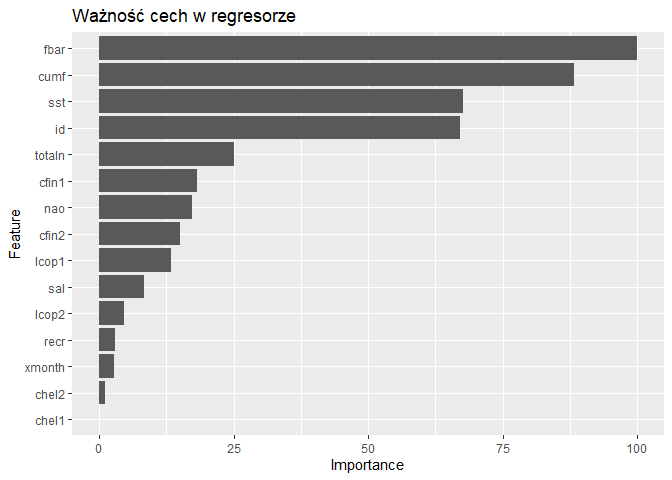 Ważność cech w regresorze
Feature
fbar
cumf
sst
id
totaln
cfin1
nao
cfin2
lcop1
sal
lcop2
recr
xmonth
chel2
chel1
0 25 50 75 100
Importance